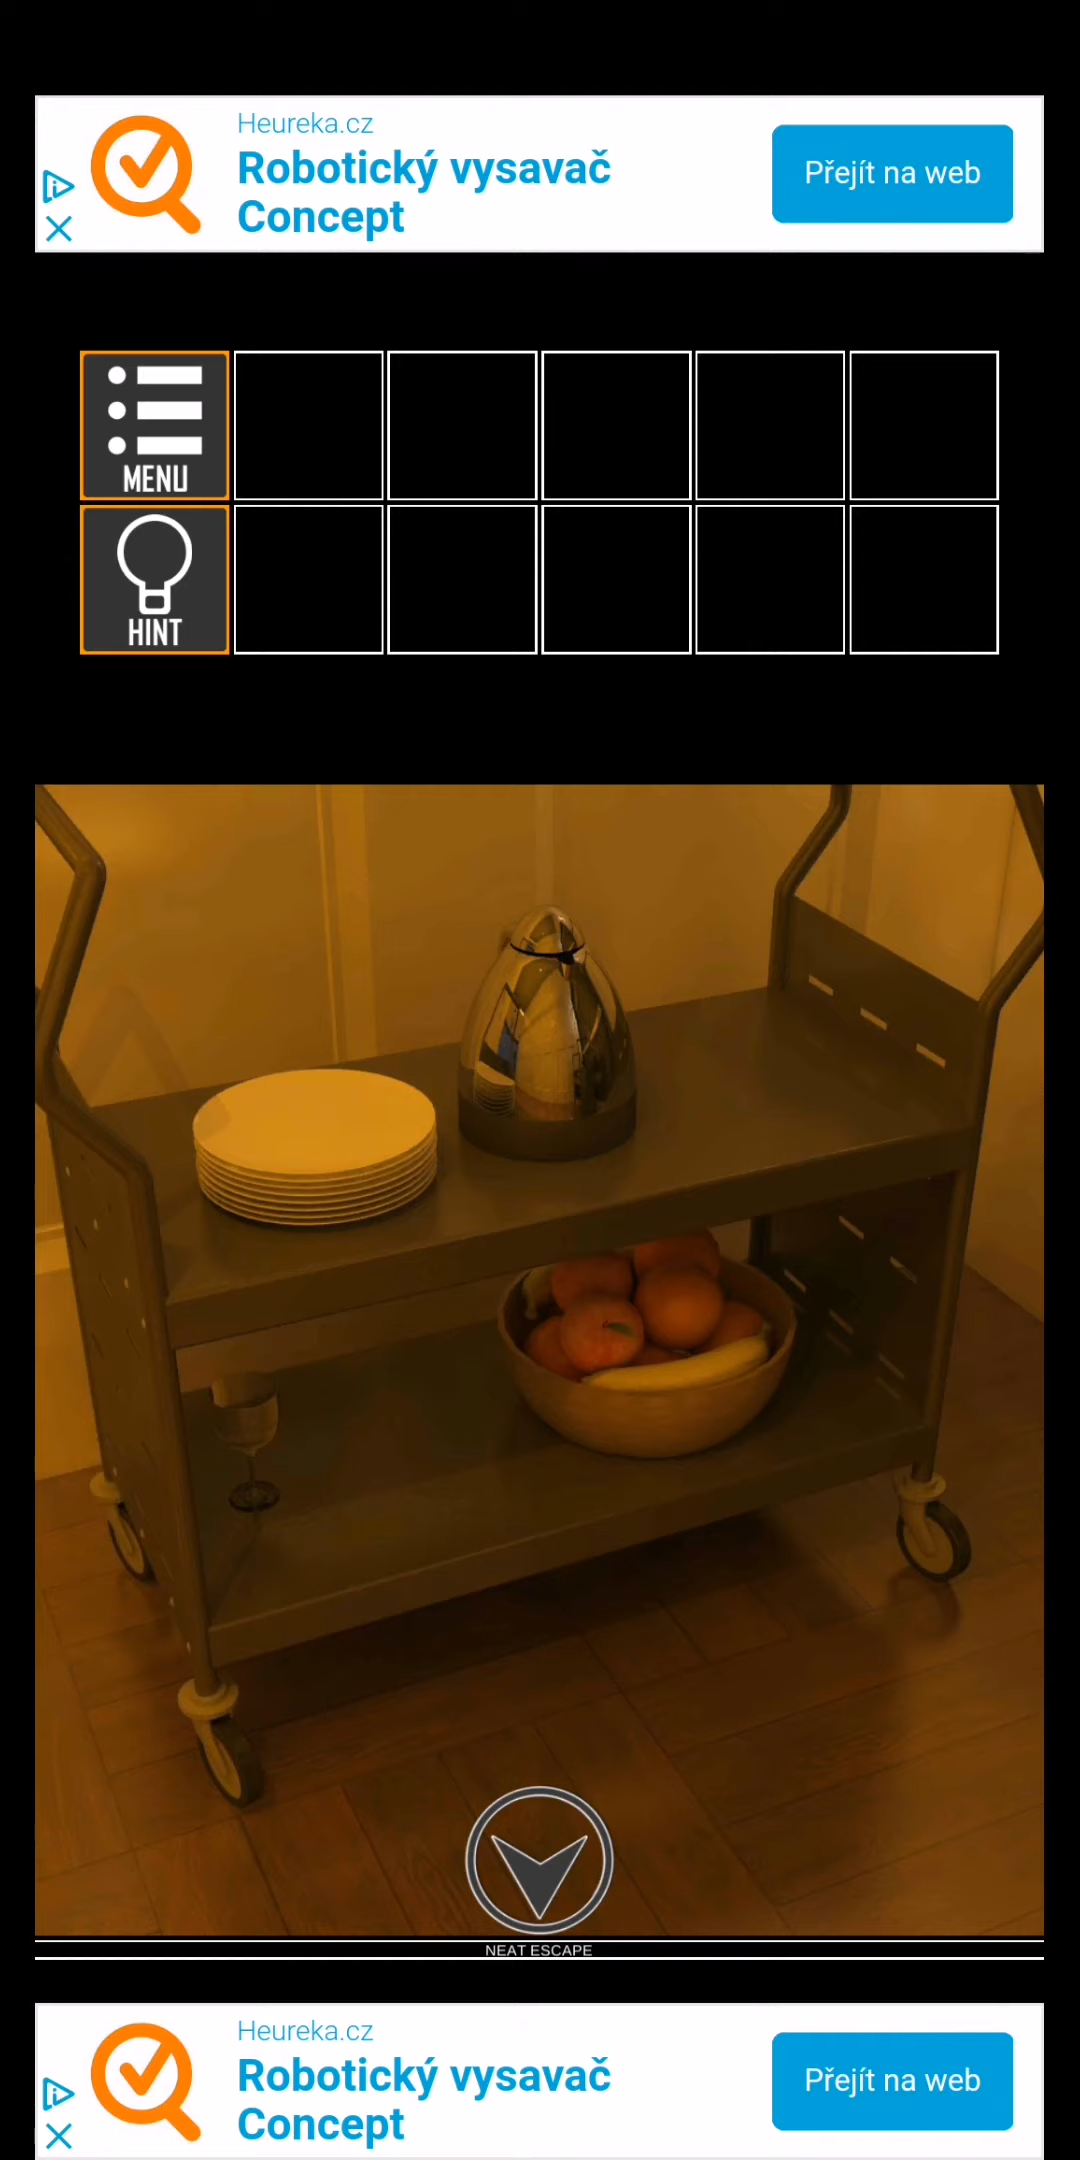 Heureka.cz
Robotický vysavač
Concept
Přejít na web
MENU
HINT
NEAT ESCAPE
Heureka.cz
Robotický vysavač
Concept
Přejít na web